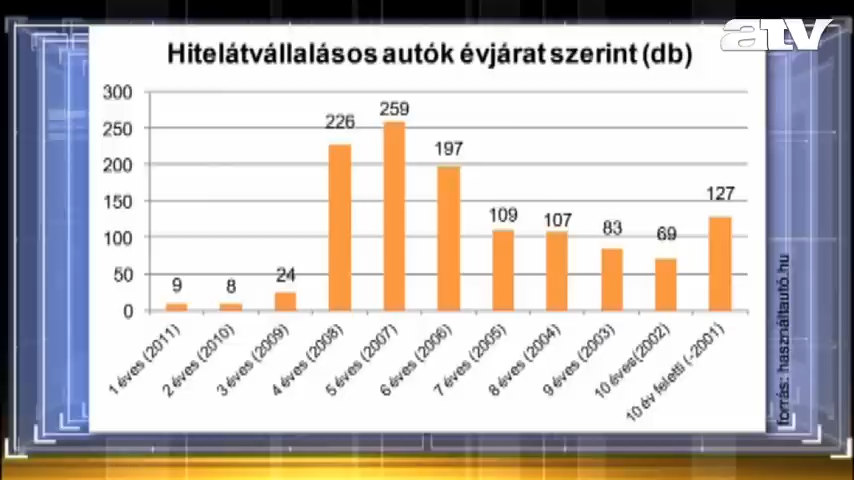 atv
Hitelátvállalásos autók évjárat szerint (db)
300
250
200
150
100
50
0
9
8
24
226
259
197
109
107
83
69
127
1 éves (2011)
2 éves (2010)
3 éves (2009)
4 éves (2008)
5 éves (2007)
6 éves (2006)
7 éves (2005)
8 éves (2004)
9 éves (2003)
10 éves(2002)
10 év feletti (-2001)
forrás: használtautó.hu